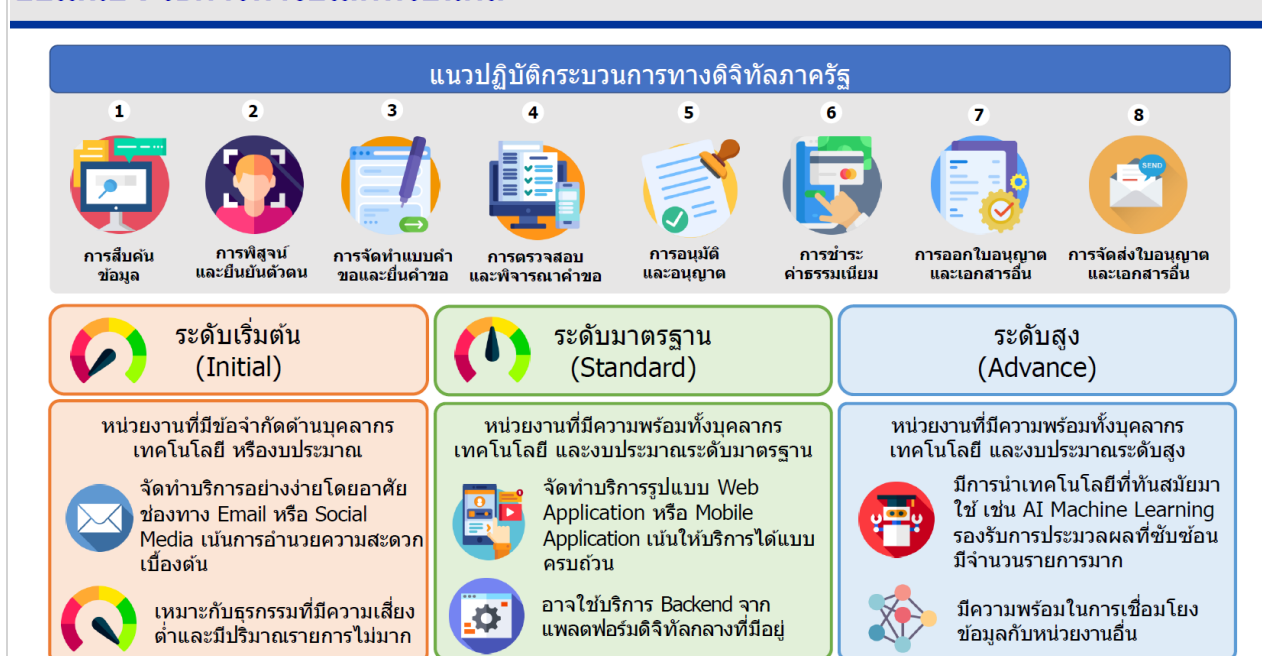 แนวปฏิบัติกระบวนการทางดิจิทัลภาครัฐ
1
2
3
4
5
6
7
8
SEND
การสืบค้น
ข้อมูล
การพิสูจน์
และยืนยันตัวตน
การจัดทำแบบคำ
ขอและยื่นคำขอ
การตรวจสอบ
และพิจารณาคำขอ
การอนุมัติ
และอนุญาต
การชำระ
ค่าธรรมเนียม
การออกใบอนุญาต
และเอกสารอื่น
การจัดส่งใบอนุญาต
และเอกสารอื่น
ระดับเริ่มต้น
(Initial)
หน่วยงานที่มีข้อจำกัดด้านบุคลากร
เทคโนโลยี หรืองบประมาณ
จัดทำบริการอย่างง่ายโดยอาศัย
ช่องทาง Email หรือ Social
Media เน้นการอำนวยความสะดวก
เบื้องต้น
เหมาะกับธุรกรรมที่มีความเสี่ยง
ต่ำและมีปริมาณรายการไม่มาก
ระดับมาตรฐาน
(Standard)
หน่วยงานที่มีความพร้อมทั้งบุคลากร
เทคโนโลยี และงบประมาณระดับมาตรฐาน
จัดทำบริการรูปแบบ Web
Application หรือ Mobile
Application เน้นให้บริการได้แบบ
ครบถ้วน
อาจใช้บริการ Backend จาก
แพลตฟอร์มดิจิทัลกลางที่มีอยู่
ระดับสูง
(Advance)
หน่วยงานที่มีความพร้อมทั้งบุคลากร
เทคโนโลยี และงบประมาณระดับสูง
มีการนำเทคโนโลยีที่ทันสมัยมา
ใช้ เช่น AI Machine Learning
รองรับการประมวลผลที่ซับซ้อน
มีจำนวนรายการมาก
มีความพร้อมในการเชื่อมโยง
ข้อมูลกับหน่วยงานอื่น